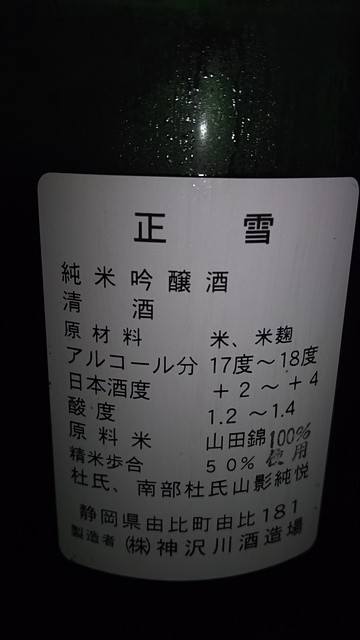 正 雪
純米吟醸酒
清 酒
原材料 米、米麹
アルコール分 17度～18度
日本酒度 ＋2～＋4
酸度 1.2～1.4
原料米 山田錦100%使用
精米歩合 50%
杜氏、南部杜氏山影純悦
静岡県由比町由比181
製造者 (株)神沢川酒造場